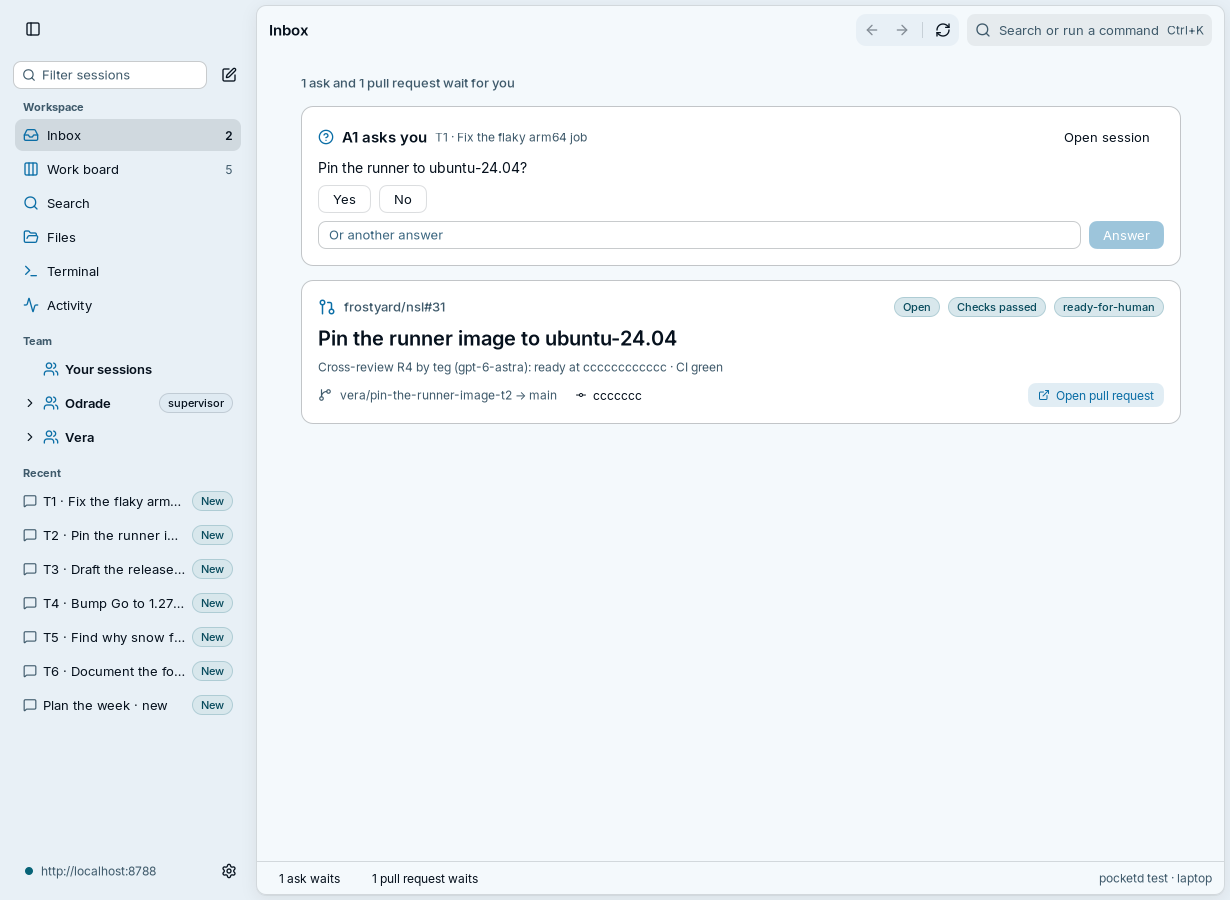 Inbox
Search or run a command Ctrl+K
Filter sessions
Workspace
Inbox 2
Work board 5
Search
Files
Terminal
Activity
Team
Your sessions
Odrade supervisor
Vera
Recent
T1 · Fix the flaky arm... New
T2 · Pin the runner i... New
T3 · Draft the release... New
T4 · Bump Go to 1.27... New
T5 · Find why snow f... New
T6 · Document the fo... New
Plan the week · new New
http://localhost:8788
1 ask and 1 pull request wait for you
A1 asks you T1 · Fix the flaky arm64 job Open session
Pin the runner to ubuntu-24.04?
Yes No
Or another answer Answer
frostyard/nsl#31 Open Checks passed ready-for-human
Pin the runner image to ubuntu-24.04
Cross-review R4 by teg (gpt-6-astra): ready at cccccccccccc · CI green
vera/pin-the-runner-image-t2 → main ccccccc Open pull request
1 ask waits 1 pull request waits pocketd test · laptop